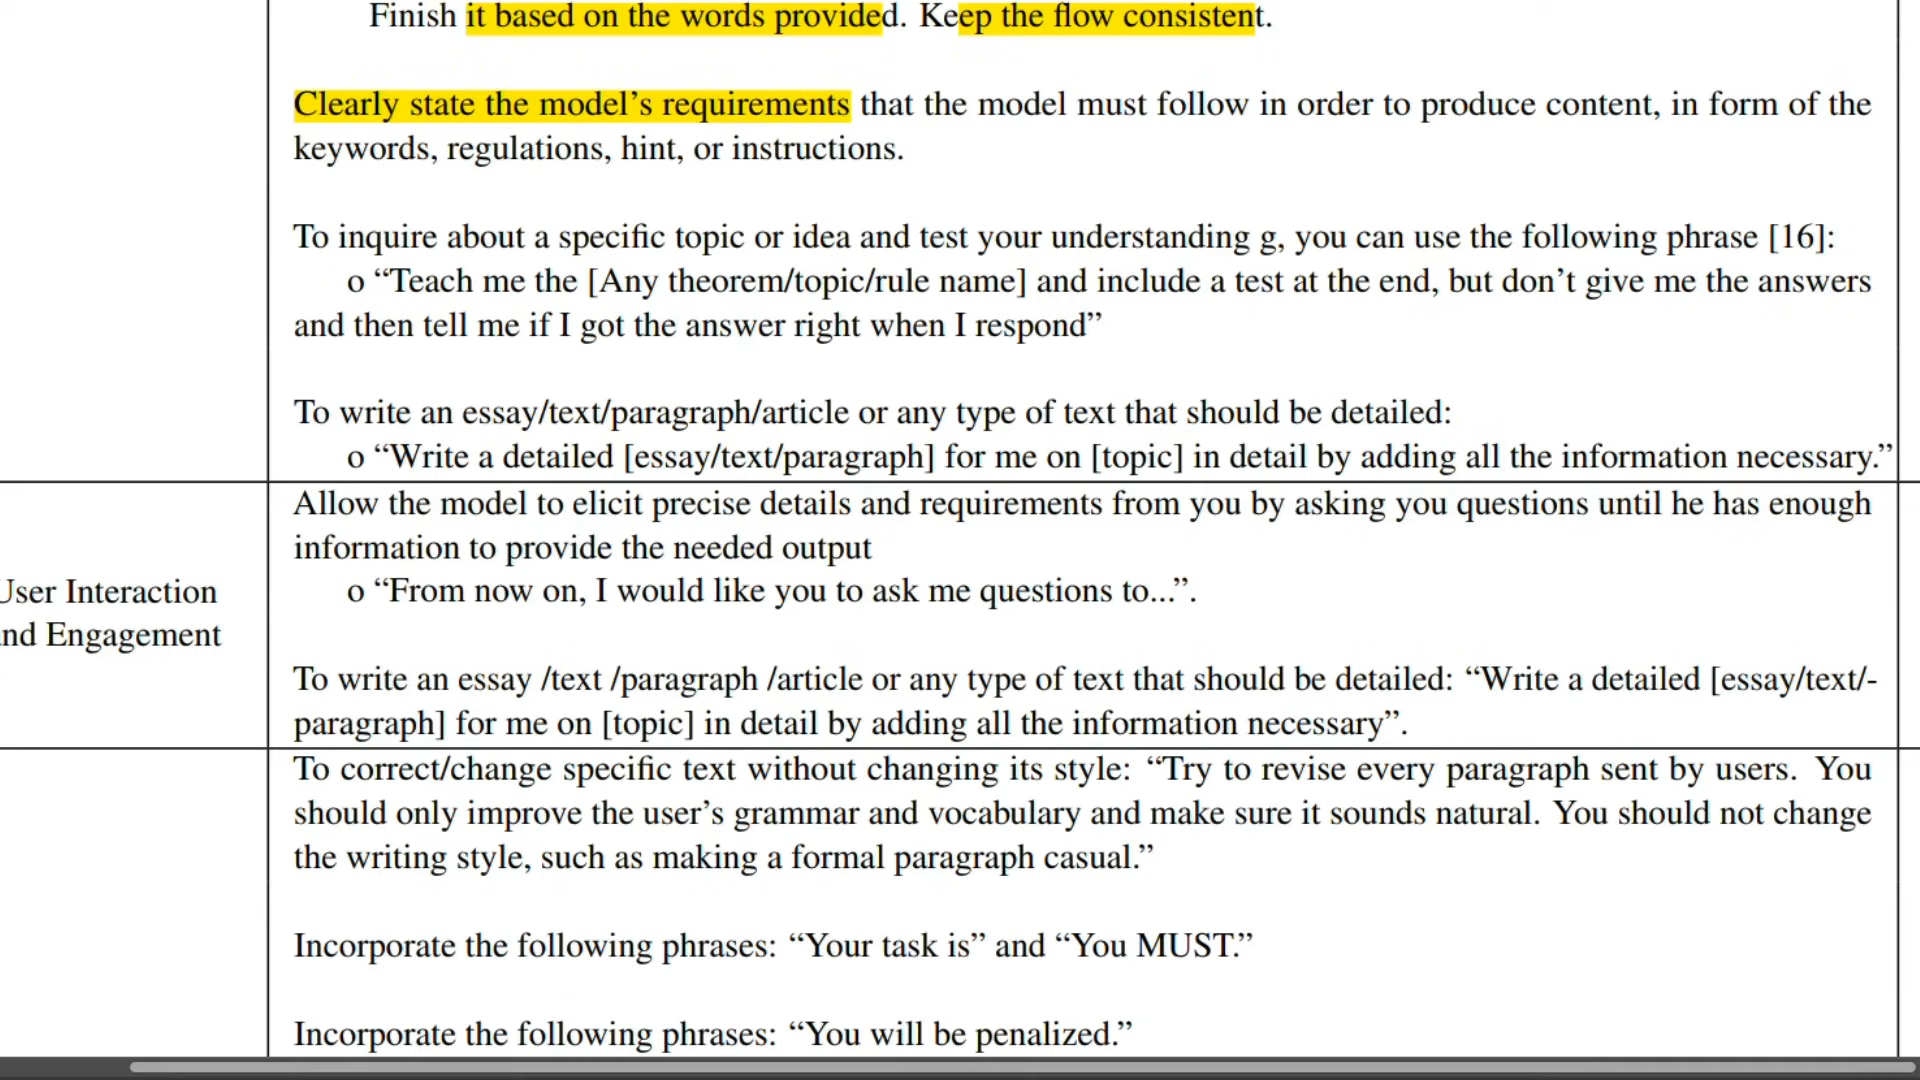 Finish it based on the words provided. Keep the flow consistent.
Clearly state the model’s requirements that the model must follow in order to produce content, in form of the
keywords, regulations, hint, or instructions.
To inquire about a specific topic or idea and test your understanding g, you can use the following phrase [16]:
o “Teach me the [Any theorem/topic/rule name] and include a test at the end, but don’t give me the answers
and then tell me if I got the answer right when I respond”
To write an essay/text/paragraph/article or any type of text that should be detailed:
o “Write a detailed [essay/text/paragraph] for me on [topic] in detail by adding all the information necessary.”
User Interaction
nd Engagement
Allow the model to elicit precise details and requirements from you by asking you questions until he has enough
information to provide the needed output
o “From now on, I would like you to ask me questions to...”.
To write an essay /text /paragraph /article or any type of text that should be detailed: “Write a detailed [essay/text/-
paragraph] for me on [topic] in detail by adding all the information necessary”.
To correct/change specific text without changing its style: “Try to revise every paragraph sent by users. You
should only improve the user’s grammar and vocabulary and make sure it sounds natural. You should not change
the writing style, such as making a formal paragraph casual.”
Incorporate the following phrases: “Your task is” and “You MUST.”
Incorporate the following phrases: “You will be penalized.”